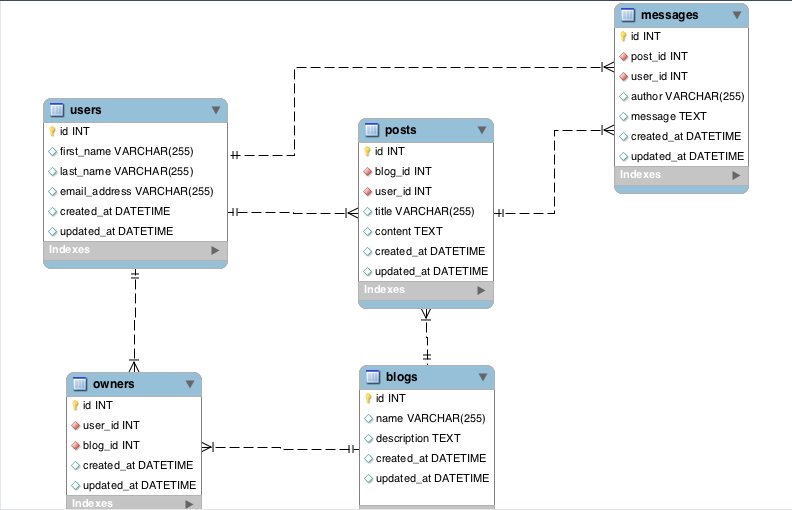 messages
id INT
post_id INT
user_id INT
author VARCHAR(255)
message TEXT
created_at DATETIME
updated_at DATETIME
Indexes
users
id INT
first_name VARCHAR(255)
last_name VARCHAR(255)
email_address VARCHAR(255)
created_at DATETIME
updated_at DATETIME
Indexes
posts
id INT
blog_id INT
user_id INT
title VARCHAR(255)
content TEXT
created_at DATETIME
updated_at DATETIME
Indexes
owners
id INT
user_id INT
blog_id INT
created_at DATETIME
updated_at DATETIME
Indexes
blogs
id INT
name VARCHAR(255)
description TEXT
created_at DATETIME
updated_at DATETIME